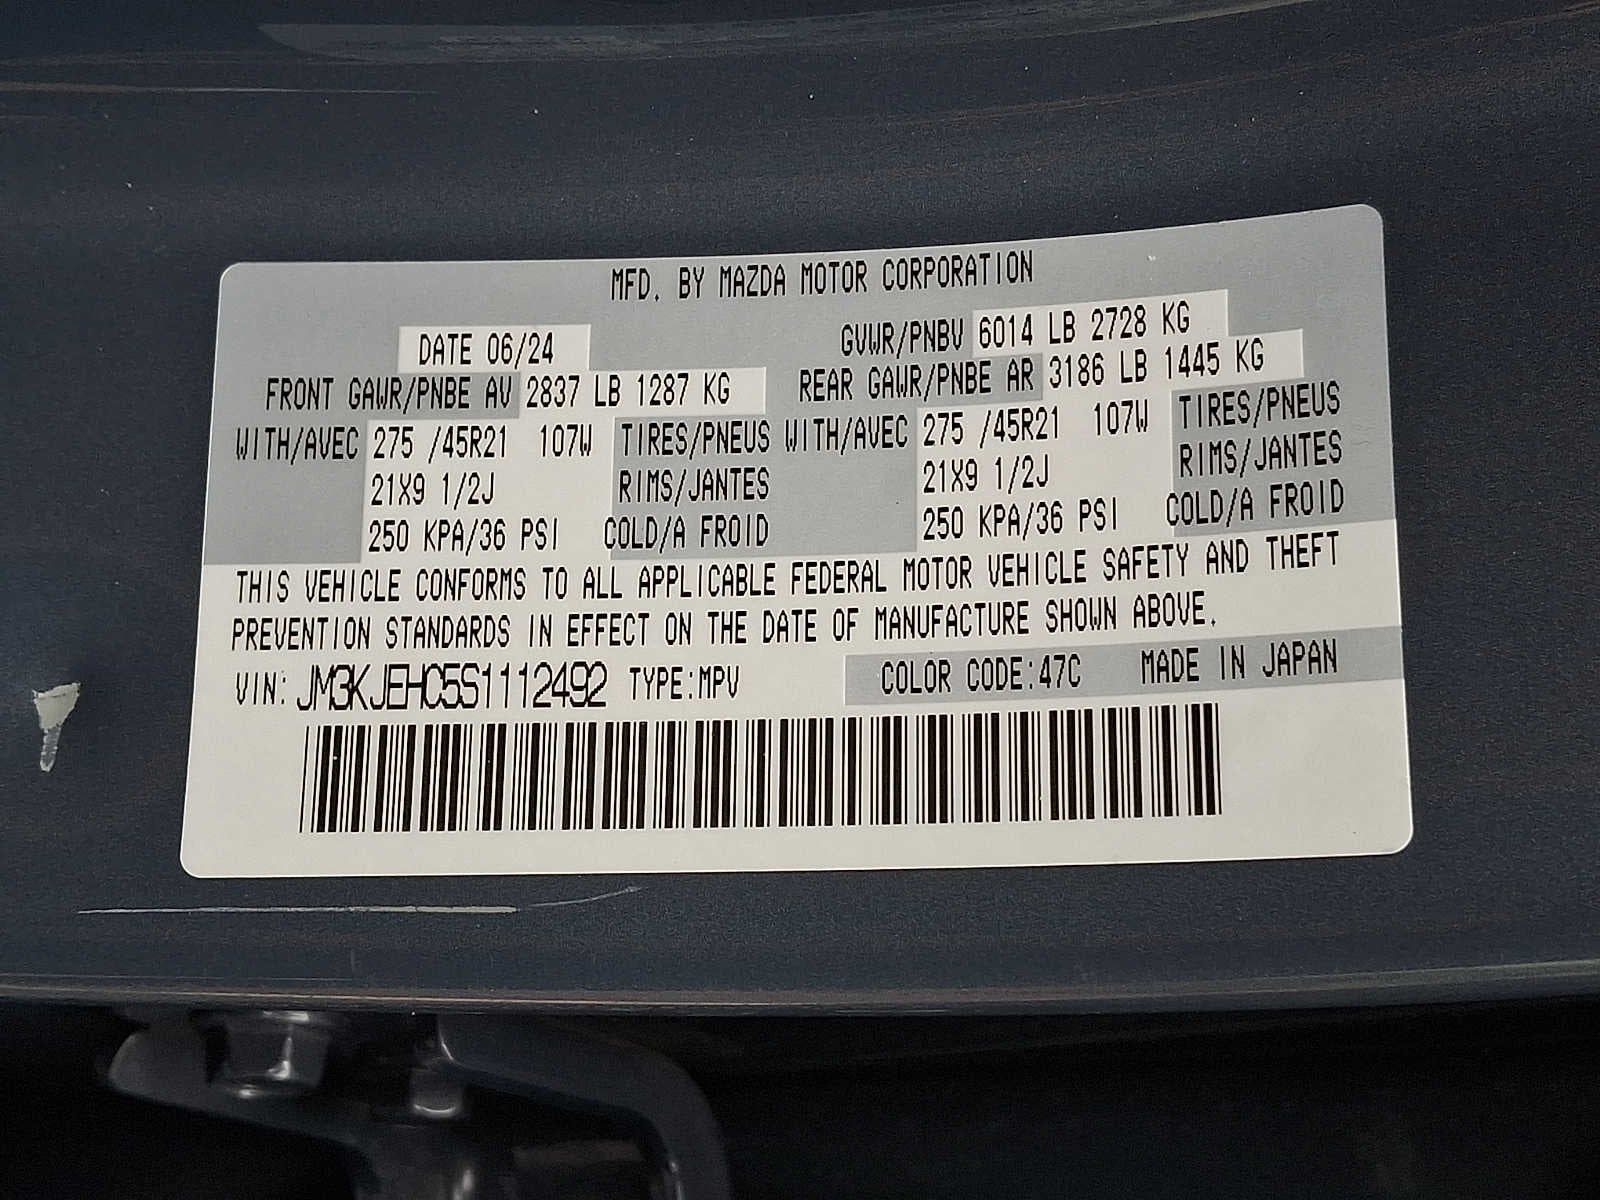 MFD. BY MAZDA MOTOR CORPORATION
DATE 06/24 GVWR/PNBV 6014 LB 2728 KG
FRONT GAWR/PNBE AV 2837 LB 1287 KG REAR GAWR/PNBE AR 3186 LB 1445 KG
WITH/AVEC 275 /45R21 107W TIRES/PNEUS WITH/AVEC 275 /45R21 107W TIRES/PNEUS
21X9 1/2J RIMS/JANTES 21X9 1/2J RIMS/JANTES
250 KPA/36 PSI COLD/A FROID 250 KPA/36 PSI COLD/A FROID
THIS VEHICLE CONFORMS TO ALL APPLICABLE FEDERAL MOTOR VEHICLE SAFETY AND THEFT
PREVENTION STANDARDS IN EFFECT ON THE DATE OF MANUFACTURE SHOWN ABOVE.
VIN: JM3KJEHC5S1112492 TYPE:MPV COLOR CODE:47C MADE IN JAPAN